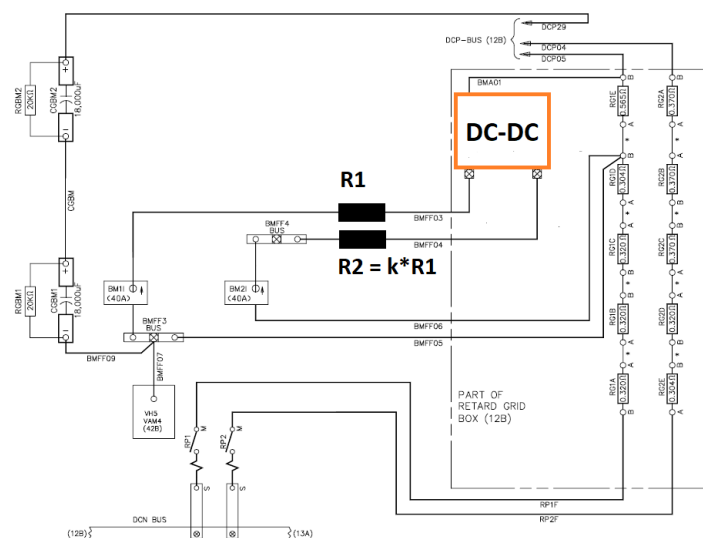 DCP29
DCP-BUS (12B)
DCP04
DCP05
BMA01
DC-DC
RGBM2
20KΩ
+
CGBM2
18,000uF
-
CGBM
RGBM1
20KΩ
+
CGBM1
18,000uF
-
R1
BMFF03
BMFF4
BUS
BMFF04
R2 = k*R1
BM1I
(40A)
BM2I
(40A)
BMFF3
BUS
BMFF06
BMFF05
BMFF09
BMFF07
VH5
VAM4
(42B)
RP1
M
S
RP2
M
S
DCN BUS
(12B)
(13A)
RP1F
RP2F
PART OF
RETARD GRID
BOX (12B)
B
RG1E
0.565Ω
A
*
B
RG1D
0.304Ω
A
*
A
RG1C
0.320Ω
B
*
B
RG1B
0.320Ω
A
*
A
RG1A
0.320Ω
B
B
RG2A
0.370Ω
A
*
A
RG2B
0.370Ω
B
*
B
RG2C
0.370Ω
A
*
A
RG2D
0.320Ω
B
*
B
RG2E
0.304Ω
A